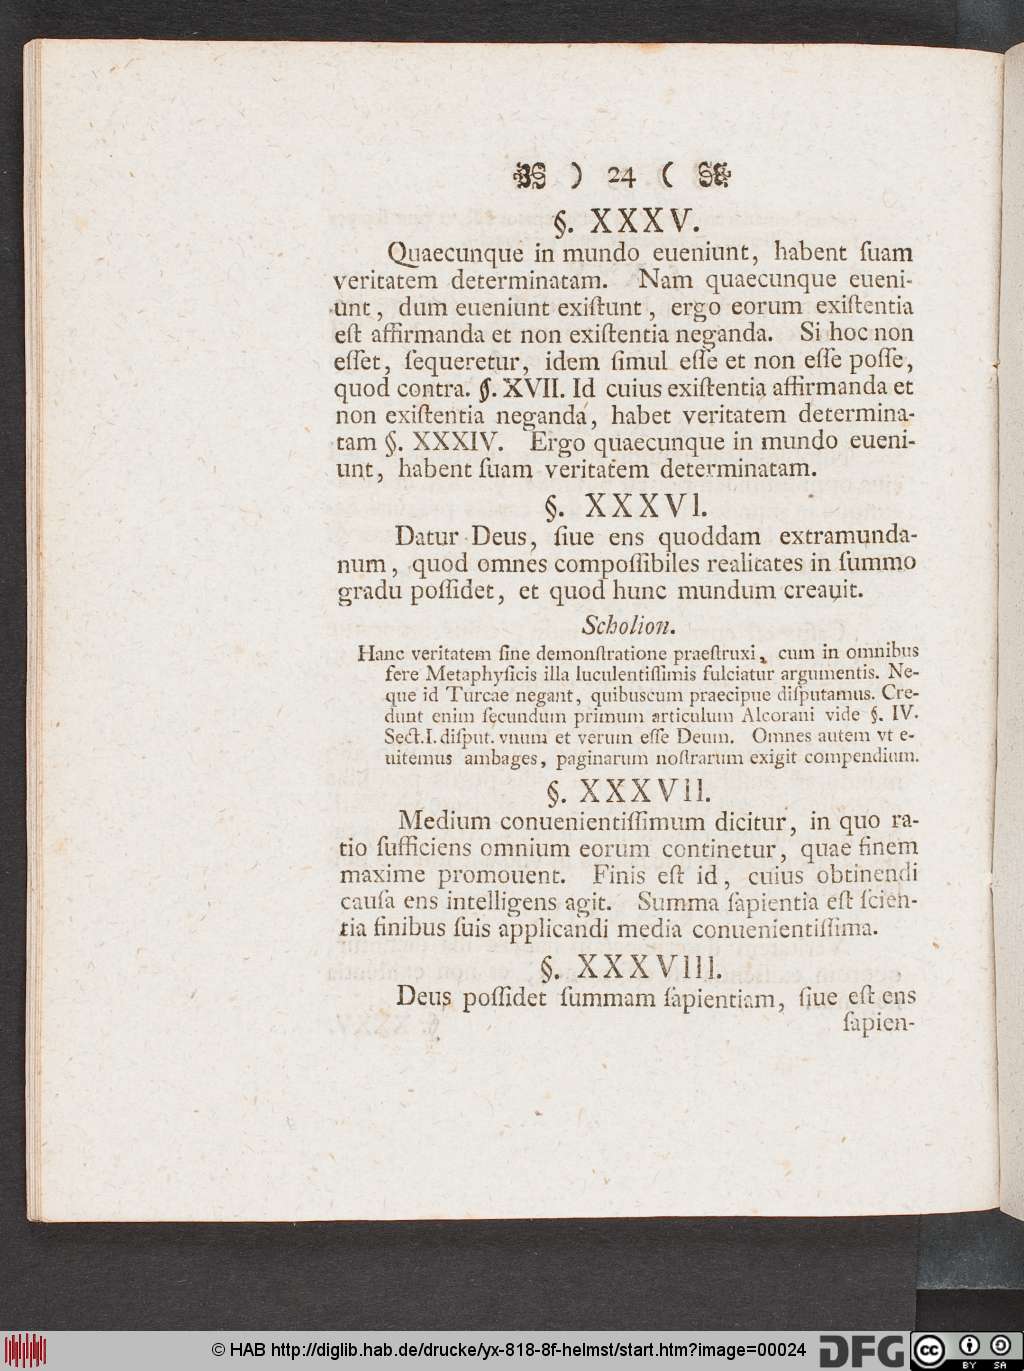 ) 24 (
§. XXXV.
Quaecunque in mundo eueniunt, habent ſuam
veritatem determinatam. Nam quaecunque eueni-
unt, dum eueniunt exiſtunt, ergo eorum exiſtentia
eſt affirmanda et non exiſtentia neganda. Si hoc non
eſſet, ſequeretur, idem ſimul eſſe et non eſſe poſſe,
quod contra. §. XVII. Id cuius exiſtentia affirmanda et
non exiſtentia neganda, habet veritatem determina-
tam §. XXXIV. Ergo quaecunque in mundo eueni-
unt, habent ſuam veritatem determinatam.
§. XXXVI.
Datur Deus, ſiue ens quoddam extramunda-
num, quod omnes compoſſibiles realitates in ſummo
gradu poſſidet, et quod hunc mundum creauit.
Scholion.
Hanc veritatem ſine demonſtratione praeſtruxi, cum in omnibus
fere Metaphyſicis illa luculentiſſimis fulciatur argumentis. Ne-
que id Turcae negant, quibuscum praecipue diſputamus. Cre-
dunt enim ſecundum primum articulum Alcorani vide §. IV.
Sect. I. diſput. vnum et verum eſſe Deum. Omnes autem vt e-
uitemus ambages, paginarum noſtrarum exigit compendium.
§. XXXVII.
Medium conuenientiſſimum dicitur, in quo ra-
tio ſufficiens omnium eorum continetur, quae finem
maxime promouent. Finis eſt id, cuius obtinendi
cauſa ens intelligens agit. Summa ſapientia eſt ſcien-
tia finibus ſuis applicandi media conuenientiſſima.
§. XXXVIII.
Deus poſſidet ſummam ſapientiam, ſiue eſt ens
ſapien-
© HAB http://diglib.hab.de/drucke/yx-818-8f-helmst/start.htm?image=00024
DFG
cc BY SA